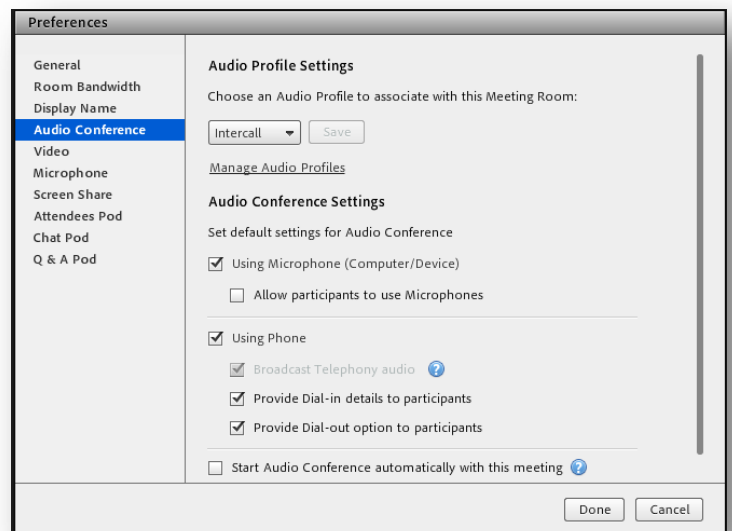 Preferences
General
Room Bandwidth
Display Name
Audio Conference
Video
Microphone
Screen Share
Attendees Pod
Chat Pod
Q & A Pod
Audio Profile Settings
Choose an Audio Profile to associate with this Meeting Room:
Intercall Save
Manage Audio Profiles
Audio Conference Settings
Set default settings for Audio Conference
Using Microphone (Computer/Device)
Allow participants to use Microphones
Using Phone
Broadcast Telephony audio ?
Provide Dial-in details to participants
Provide Dial-out option to participants
Start Audio Conference automatically with this meeting ?
Done Cancel